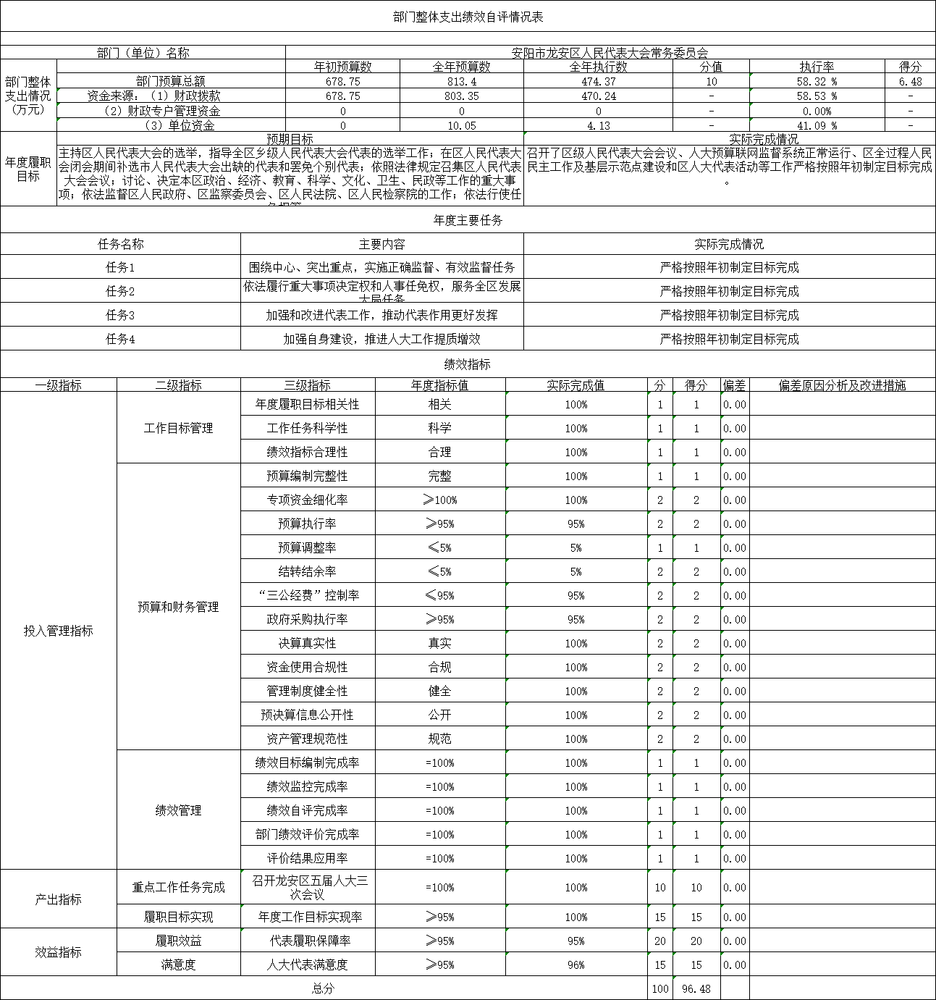 部门整体支出绩效自评情况表
部门（单位）名称 安阳市龙安区人民代表大会常务委员会
部门整体支出情况（万元） 年初预算数 全年预算数 全年执行数 分值 执行率 得分
部门预算总额 678.75 813.4 474.37 10 58.32 % 6.48
资金来源：（1）财政拨款 678.75 803.35 470.24 - 58.53 % -
（2）财政专户管理资金 0 0 0 - 0.00% -
（3）单位资金 0 10.05 4.13 - 41.09 % -
年度履职目标 预期目标 实际完成情况
主持区人民代表大会的选举，指导全区乡级人民代表大会代表的选举工作；在区人民代表大
会闭会期间补选市人民代表大会出缺的代表和罢免个别代表；依照法律规定召集区人民代表
大会会议；讨论、决定本区政治、经济、教育、科学、文化、卫生、民政等工作的重大事
项；依法监督区人民政府、区监察委员会、区人民法院、区人民检察院的工作；依法行使任
免权等
召开了区级人民代表大会会议、人大预算联网监督系统正常运行、区全过程人民
民主工作及基层示范点建设和区人大代表活动等工作严格按照年初制定目标完成
。
年度主要任务
任务名称 主要内容 实际完成情况
任务1 围绕中心、突出重点，实施正确监督、有效监督任务 严格按照年初制定目标完成
任务2 依法履行重大事项决定权和人事任免权，服务全区发展 严格按照年初制定目标完成
大局任务
任务3 加强和改进代表工作，推动代表作用更好发挥 严格按照年初制定目标完成
任务4 加强自身建设，推进人大工作提质增效 严格按照年初制定目标完成
绩效指标
一级指标 二级指标 三级指标 年度指标值 实际完成值 分 得分 偏差 偏差原因分析及改进措施
投入管理指标 工作目标管理 年度履职目标相关性 相关 100% 1 1 0.00
工作任务科学性 科学 100% 1 1 0.00
绩效指标合理性 合理 100% 1 1 0.00
预算和财务管理 预算编制完整性 完整 100% 1 1 0.00
专项资金细化率 ≥100% 100% 2 2 0.00
预算执行率 ≥95% 95% 2 2 0.00
预算调整率 ≤5% 5% 1 1 0.00
结转结余率 ≤5% 5% 2 2 0.00
“三公经费”控制率 ≤95% 95% 2 2 0.00
政府采购执行率 ≥95% 95% 2 2 0.00
决算真实性 真实 100% 2 2 0.00
资金使用合规性 合规 100% 2 2 0.00
管理制度健全性 健全 100% 2 2 0.00
预决算信息公开性 公开 100% 2 2 0.00
资产管理规范性 规范 100% 2 2 0.00
绩效管理 绩效目标编制完成率 =100% 100% 1 1 0.00
绩效监控完成率 =100% 100% 1 1 0.00
绩效自评完成率 =100% 100% 1 1 0.00
部门绩效评价完成率 =100% 100% 1 1 0.00
评价结果应用率 =100% 100% 1 1 0.00
产出指标 重点工作任务完成 召开龙安区五届人大三次会议 =100% 100% 10 10 0.00
履职目标实现 年度工作目标实现率 ≥95% 100% 15 15 0.00
效益指标 履职效益 代表履职保障率 ≥95% 95% 20 20 0.00
满意度 人大代表满意度 ≥95% 96% 15 15 0.00
总分 100 96.48